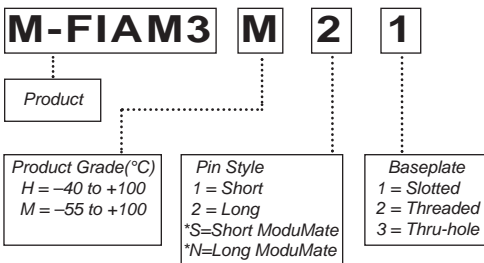 M-FIAM3 M 2 1
Product
Product Grade(°C)
H = –40 to +100
M = –55 to +100
Pin Style
1 = Short
2 = Long
*S=Short ModuMate
*N=Long ModuMate
Baseplate
1 = Slotted
2 = Threaded
3 = Thru-hole